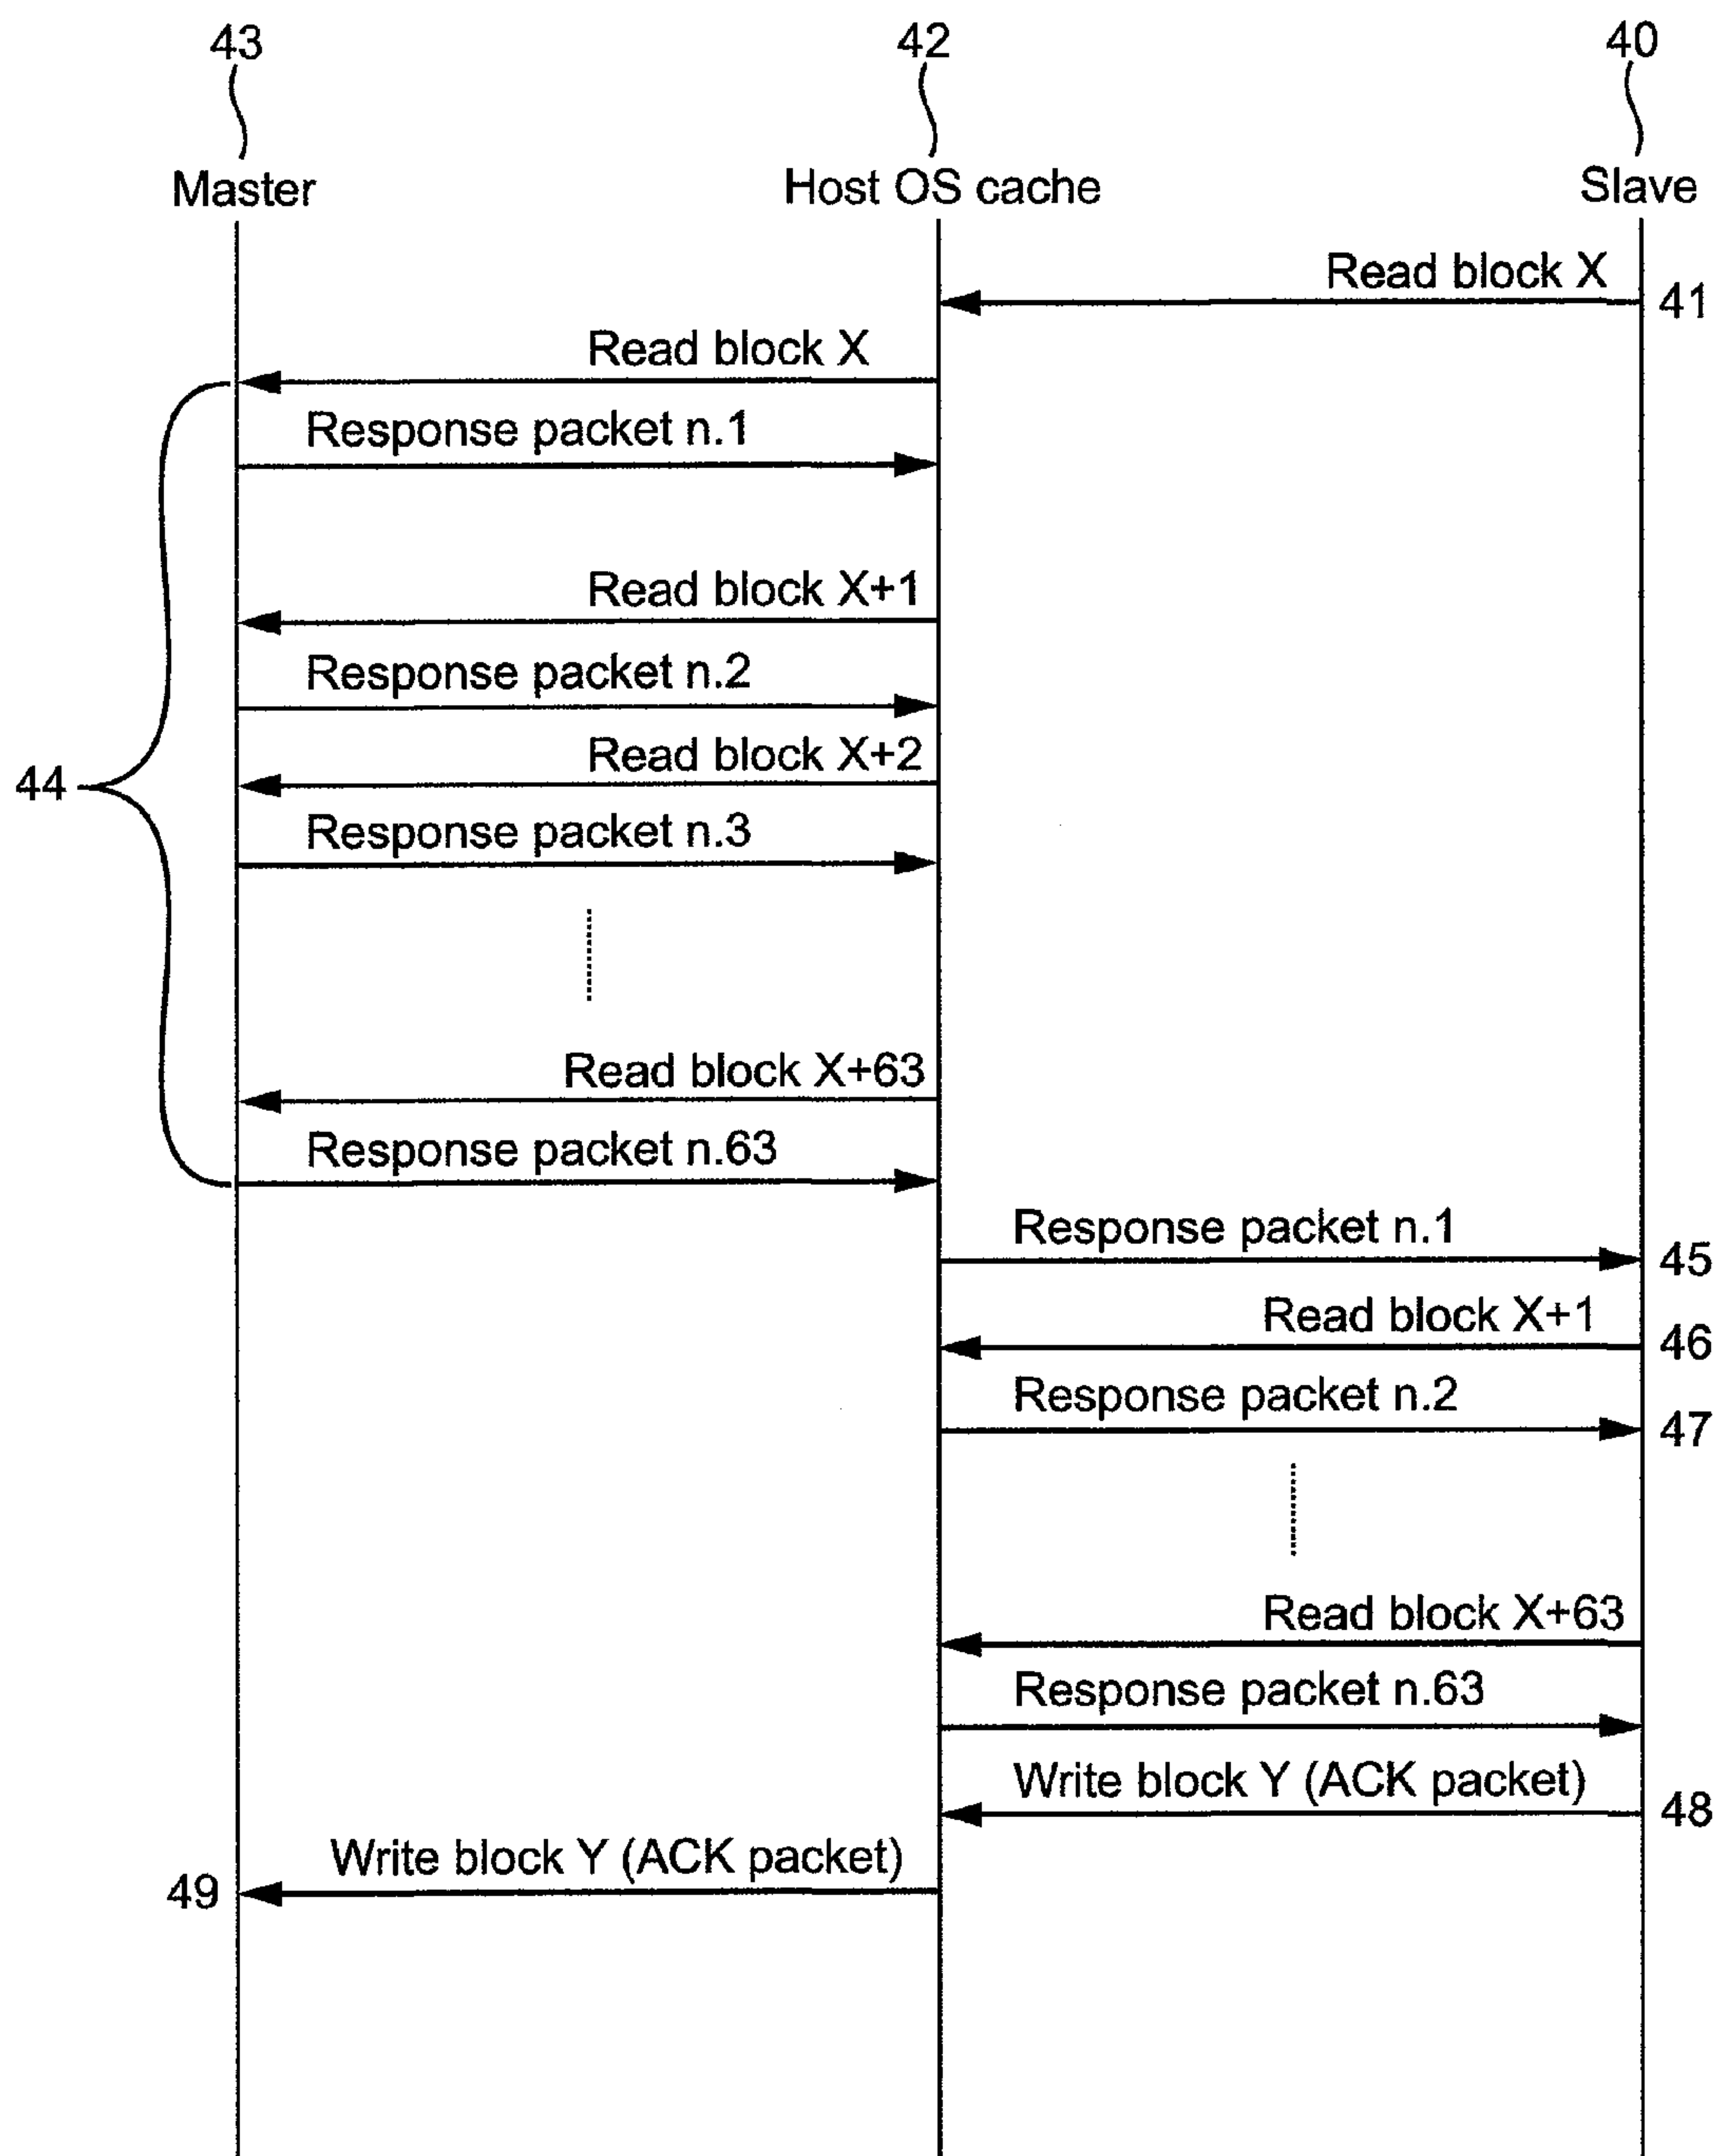 43
42
40
Master
Host OS cache
Slave
Read block X
41
Read block X
Response packet n.1
Read block X+1
Response packet n.2
Read block X+2
44
Response packet n.3
Read block X+63
Response packet n.63
Response packet n.1
45
Read block X+1
46
Response packet n.2
47
Read block X+63
Response packet n.63
Write block Y (ACK packet)
48
Write block Y (ACK packet)
49